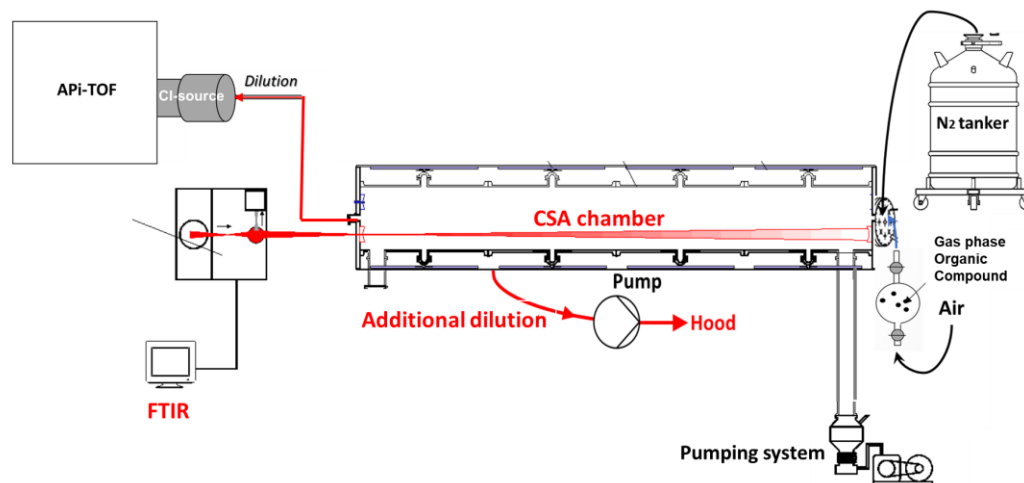 APi-TOF
CI-source
Dilution
N2 tanker
CSA chamber
Gas phase
Organic
Compound
Air
Pump
Additional dilution
Hood
FTIR
Pumping system